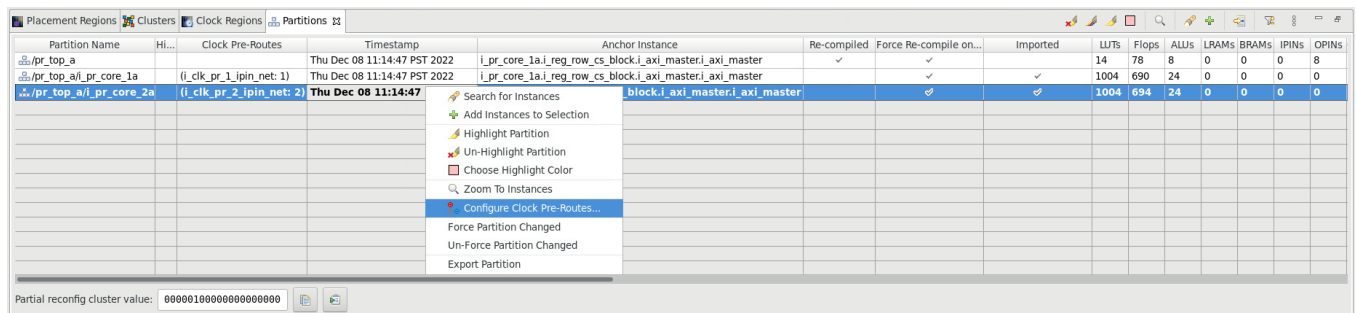 Placement Regions Clusters Clock Regions Partitions
Partition Name Hi... Clock Pre-Routes Timestamp Anchor Instance Re-compiled Force Re-compile on... Imported LUTs Flops ALUs LRAMs BRAMs IPINs OPINs
/pr_top_a Thu Dec 08 11:14:47 PST 2022 i_pr_core_1a.i_reg_row_cs_block.i_axi_master.i_axi_master 14 78 8 0 0 0 8
/pr_top_a/i_pr_core_1a (i_clk_pr_1_ipin_net: 1) Thu Dec 08 11:14:47 PST 2022 i_pr_core_1a.i_reg_row_cs_block.i_axi_master.i_axi_master 1004 690 24 0 0 0 0
/pr_top_a/i_pr_core_2a (i_clk_pr_2_ipin_net: 2) Thu Dec 08 11:14:47 _block.i_axi_master.i_axi_master 1004 694 24 0 0 0 0
Search for Instances
Add Instances to Selection
Highlight Partition
Un-Highlight Partition
Choose Highlight Color
Zoom To Instances
Configure Clock Pre-Routes...
Force Partition Changed
Un-Force Partition Changed
Export Partition
Partial reconfig cluster value: 00000100000000000000